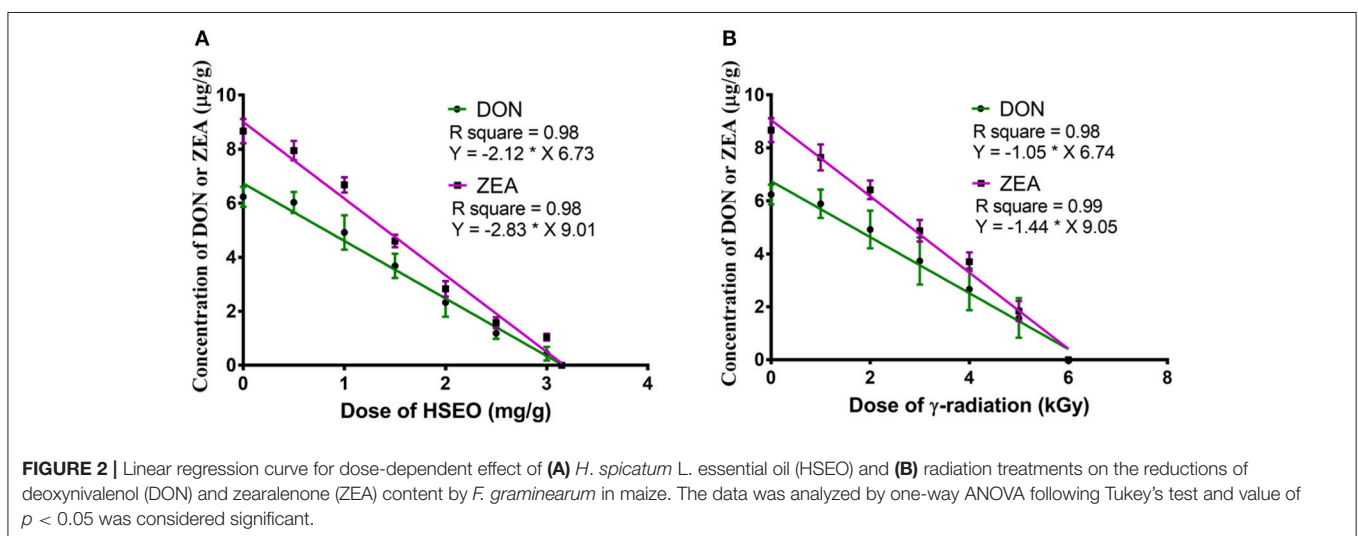 A
Concentration of DON or ZEA (µg/g)
10
8
6
4
2
0
0 1 2 3 4
Dose of HSEO (mg/g)
DON
R square = 0.98
Y = -2.12 * X 6.73
ZEA
R square = 0.98
Y = -2.83 * X 9.01
B
Concentration of DON or ZEA (µg/g)
10
8
6
4
2
0
0 2 4 6 8
Dose of γ-radiation (kGy)
DON
R square = 0.98
Y = -1.05 * X 6.74
ZEA
R square = 0.99
Y = -1.44 * X 9.05
FIGURE 2 | Linear regression curve for dose-dependent effect of (A) H. spicatum L. essential oil (HSEO) and (B) radiation treatments on the reductions of
deoxynivalenol (DON) and zearalenone (ZEA) content by F. graminearum in maize. The data was analyzed by one-way ANOVA following Tukey's test and value of
p < 0.05 was considered significant.